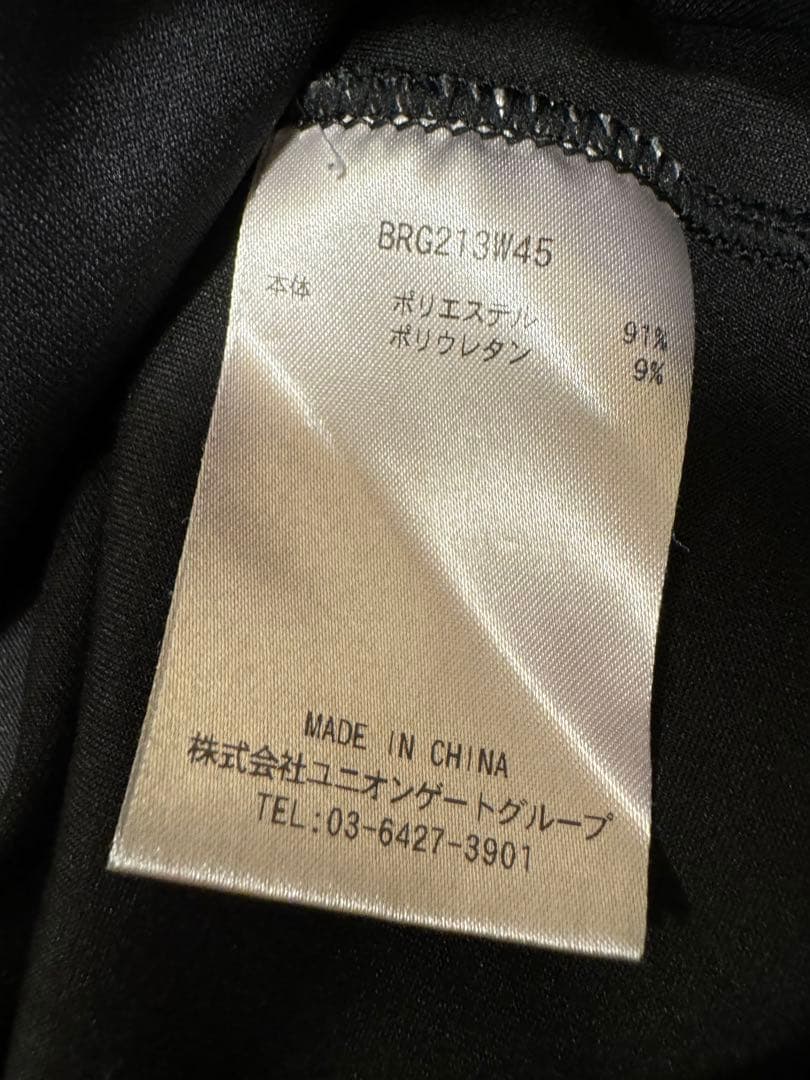 BRG213W45
本体 ポリエステル 91%
ポリウレタン 9%
MADE IN CHINA
株式会社ユニオンゲートグループ
TEL:03-6427-3901